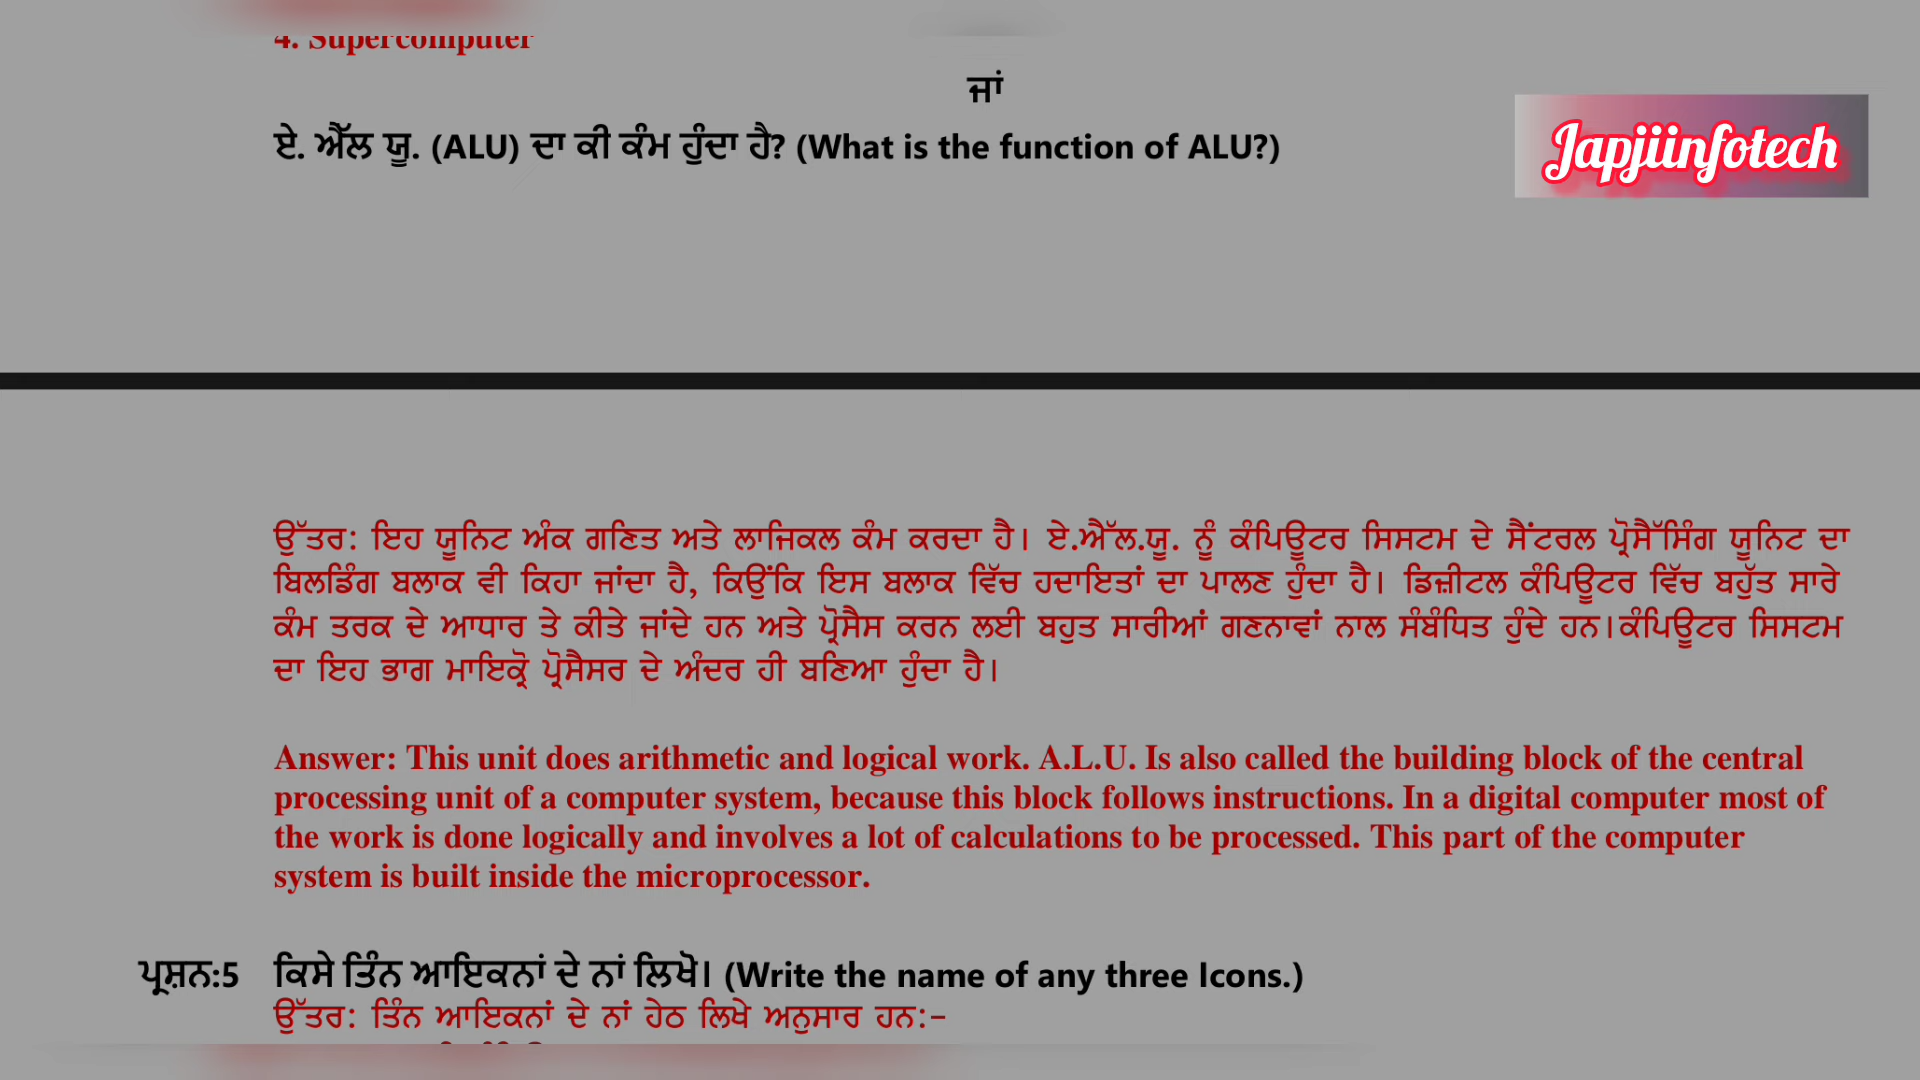 4. Supercomputer
ਜਾਂ
ਏ. ਐੱਲ ਯੂ. (ALU) ਦਾ ਕੀ ਕੰਮ ਹੁੰਦਾ ਹੈ? (What is the function of ALU?)
Japjiinfotech
ਉੱਤਰ: ਇਹ ਯੂਨਿਟ ਅੰਕ ਗਣਿਤ ਅਤੇ ਲਾਜਿਕਲ ਕੰਮ ਕਰਦਾ ਹੈ। ਏ.ਐੱਲ.ਯੂ. ਨੂੰ ਕੰਪਿਊਟਰ ਸਿਸਟਮ ਦੇ ਸੈਂਟਰਲ ਪ੍ਰੋਸੈੱਸਿੰਗ ਯੂਨਿਟ ਦਾ
ਬਿਲਡਿੰਗ ਬਲਾਕ ਵੀ ਕਿਹਾ ਜਾਂਦਾ ਹੈ, ਕਿਉਂਕਿ ਇਸ ਬਲਾਕ ਵਿੱਚ ਹਦਾਇਤਾਂ ਦਾ ਪਾਲਣ ਹੁੰਦਾ ਹੈ। ਡਿਜ਼ੀਟਲ ਕੰਪਿਊਟਰ ਵਿੱਚ ਬਹੁੱਤ ਸਾਰੇ
ਕੰਮ ਤਰਕ ਦੇ ਆਧਾਰ ਤੇ ਕੀਤੇ ਜਾਂਦੇ ਹਨ ਅਤੇ ਪ੍ਰੋਸੈਸ ਕਰਨ ਲਈ ਬਹੁਤ ਸਾਰੀਆਂ ਗਣਨਾਵਾਂ ਨਾਲ ਸੰਬੰਧਿਤ ਹੁੰਦੇ ਹਨ।ਕੰਪਿਊਟਰ ਸਿਸਟਮ
ਦਾ ਇਹ ਭਾਗ ਮਾਇਕ੍ਰੋ ਪ੍ਰੋਸੈਸਰ ਦੇ ਅੰਦਰ ਹੀ ਬਣਿਆ ਹੁੰਦਾ ਹੈ।
Answer: This unit does arithmetic and logical work. A.L.U. Is also called the building block of the central
processing unit of a computer system, because this block follows instructions. In a digital computer most of
the work is done logically and involves a lot of calculations to be processed. This part of the computer
system is built inside the microprocessor.
ਪ੍ਰਸ਼ਨ:5 ਕਿਸੇ ਤਿੰਨ ਆਇਕਨਾਂ ਦੇ ਨਾਂ ਲਿਖੋ। (Write the name of any three Icons.)
ਉੱਤਰ: ਤਿੰਨ ਆਇਕਨਾਂ ਦੇ ਨਾਂ ਹੇਠ ਲਿਖੇ ਅਨੁਸਾਰ ਹਨ:-